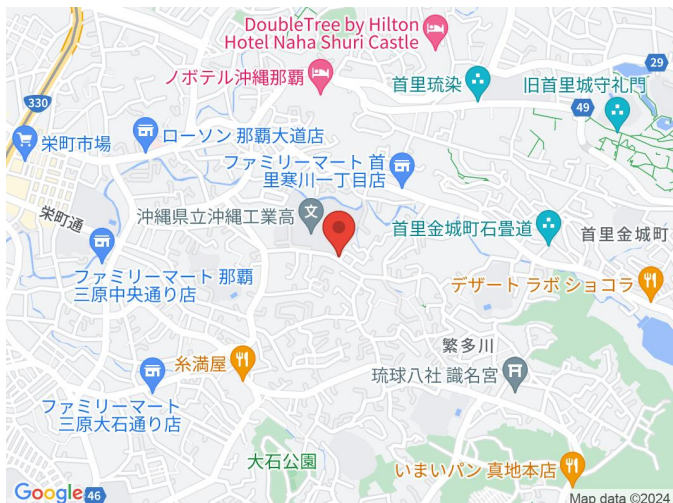 DoubleTree by Hilton
Hotel Naha Shuri Castle
29
330
ノボテル沖縄那覇
首里琉染
旧首里城守礼門
49
栄町市場
ローソン 那覇大道店
ファミリーマート 首
里寒川一丁目店
栄町通
沖縄県立沖縄工業高
文
首里金城町石畳道
首里金城町
ファミリーマート 那覇
三原中央通り店
デザート ラボ ショコラ
繁多川
糸満屋
琉球八社 識名宮
ファミリーマート
三原大石通り店
大石公園
いまいパン 真地本店
Google
46
Map data ©2024